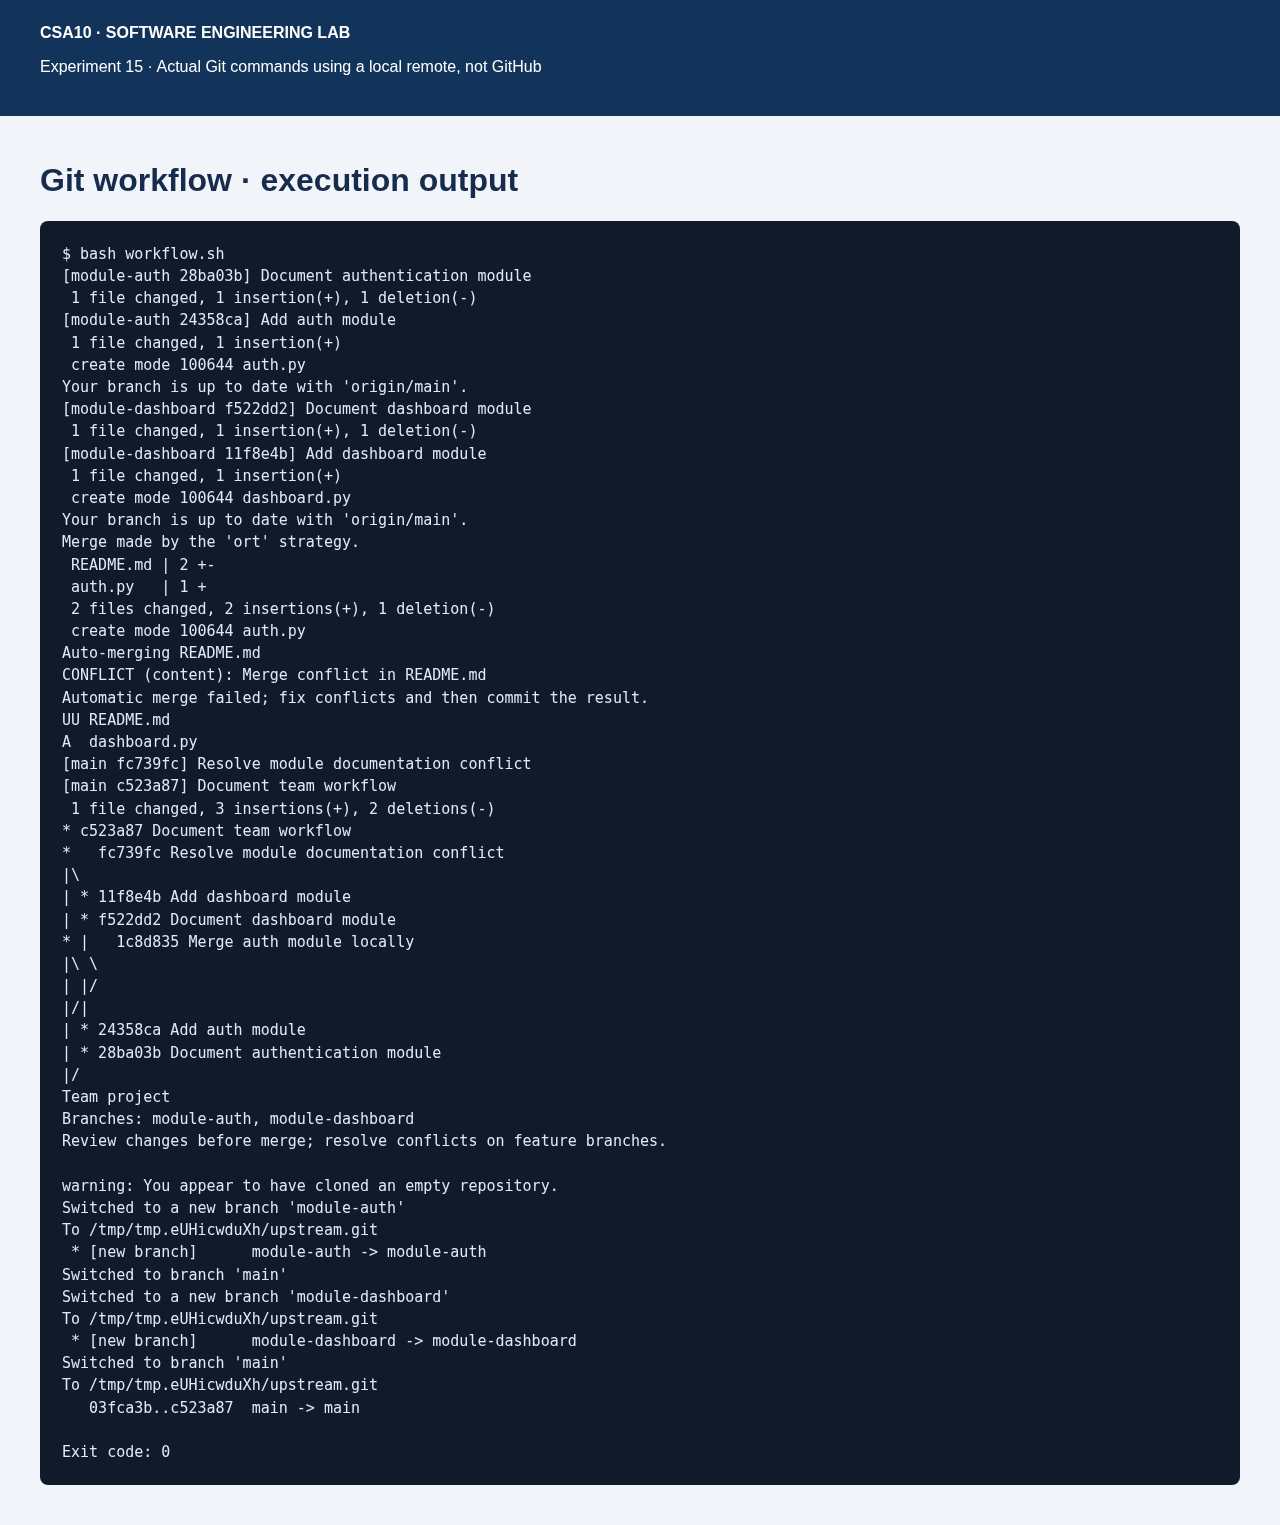 CSA10 · SOFTWARE ENGINEERING LAB
Experiment 15 · Actual Git commands using a local remote, not GitHub
Git workflow · execution output
$ bash workflow.sh
[module-auth 28ba03b] Document authentication module
 1 file changed, 1 insertion(+), 1 deletion(-)
[module-auth 24358ca] Add auth module
 1 file changed, 1 insertion(+)
 create mode 100644 auth.py
Your branch is up to date with 'origin/main'.
[module-dashboard f522dd2] Document dashboard module
 1 file changed, 1 insertion(+), 1 deletion(-)
[module-dashboard 11f8e4b] Add dashboard module
 1 file changed, 1 insertion(+)
 create mode 100644 dashboard.py
Your branch is up to date with 'origin/main'.
Merge made by the 'ort' strategy.
 README.md | 2 +-
 auth.py   | 1 +
 2 files changed, 2 insertions(+), 1 deletion(-)
 create mode 100644 auth.py
Auto-merging README.md
CONFLICT (content): Merge conflict in README.md
Automatic merge failed; fix conflicts and then commit the result.
UU README.md
A  dashboard.py
[main fc739fc] Resolve module documentation conflict
[main c523a87] Document team workflow
 1 file changed, 3 insertions(+), 2 deletions(-)
* c523a87 Document team workflow
*   fc739fc Resolve module documentation conflict
|\
| * 11f8e4b Add dashboard module
| * f522dd2 Document dashboard module
* |   1c8d835 Merge auth module locally
|\ \
| |/
|/|
| * 24358ca Add auth module
| * 28ba03b Document authentication module
|/
Team project
Branches: module-auth, module-dashboard
Review changes before merge; resolve conflicts on feature branches.

warning: You appear to have cloned an empty repository.
Switched to a new branch 'module-auth'
To /tmp/tmp.eUHicwduXh/upstream.git
 * [new branch]      module-auth -> module-auth
Switched to branch 'main'
Switched to a new branch 'module-dashboard'
To /tmp/tmp.eUHicwduXh/upstream.git
 * [new branch]      module-dashboard -> module-dashboard
Switched to branch 'main'
To /tmp/tmp.eUHicwduXh/upstream.git
   03fca3b..c523a87  main -> main

Exit code: 0